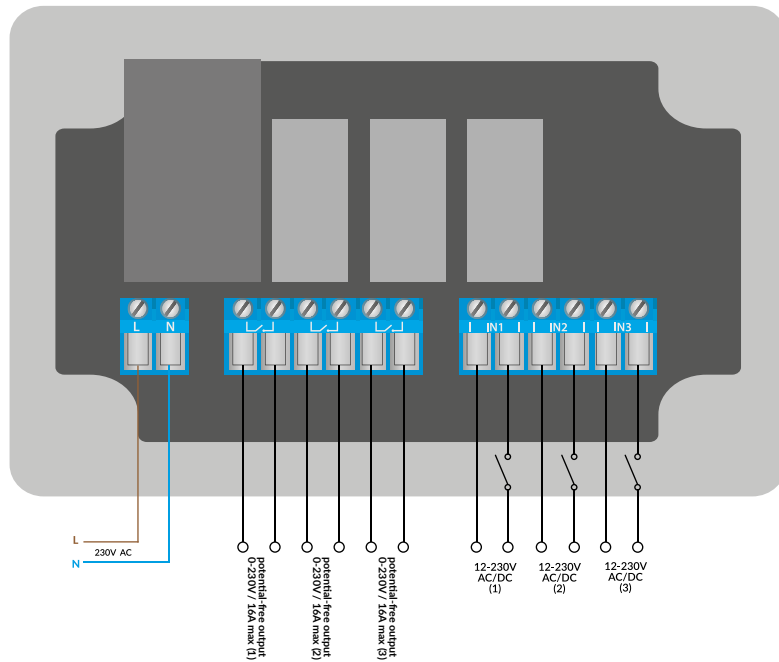 L N
IN1 IN2 IN3
L
230V AC
N
potential-free output
0-230V / 16A max (1)
potential-free output
0-230V / 16A max (2)
potential-free output
0-230V / 16A max (3)
12-230V
AC/DC
(1)
12-230V
AC/DC
(2)
12-230V
AC/DC
(3)